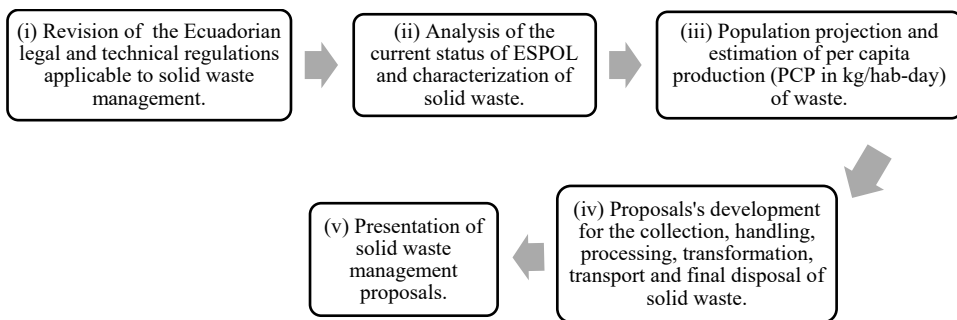 (i) Revision of the Ecuadorian
legal and technical regulations
applicable to solid waste
management.
(ii) Analysis of the
current status of ESPOL
and characterization of
solid waste.
(iii) Population projection and
estimation of per capita
production (PCP in kg/hab-day)
of waste.
(iv) Proposals's development
for the collection, handling,
processing, transformation,
transport and final disposal of
solid waste.
(v) Presentation of
solid waste
management
proposals.